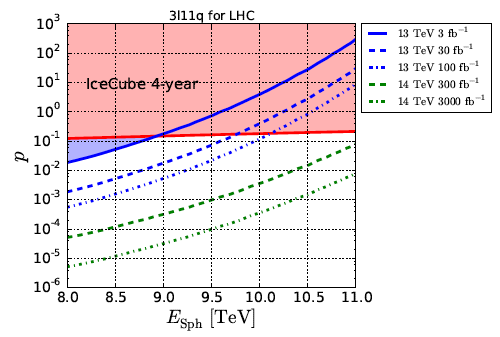 3l11q for LHC
10³
10²
10¹
10⁰
10⁻¹
10⁻²
10⁻³
10⁻⁴
10⁻⁵
10⁻⁶
p
IceCube 4-year
8.0 8.5 9.0 9.5 10.0 10.5 11.0
E_Sph [TeV]
13 TeV 3 fb⁻¹
13 TeV 30 fb⁻¹
13 TeV 100 fb⁻¹
14 TeV 300 fb⁻¹
14 TeV 3000 fb⁻¹